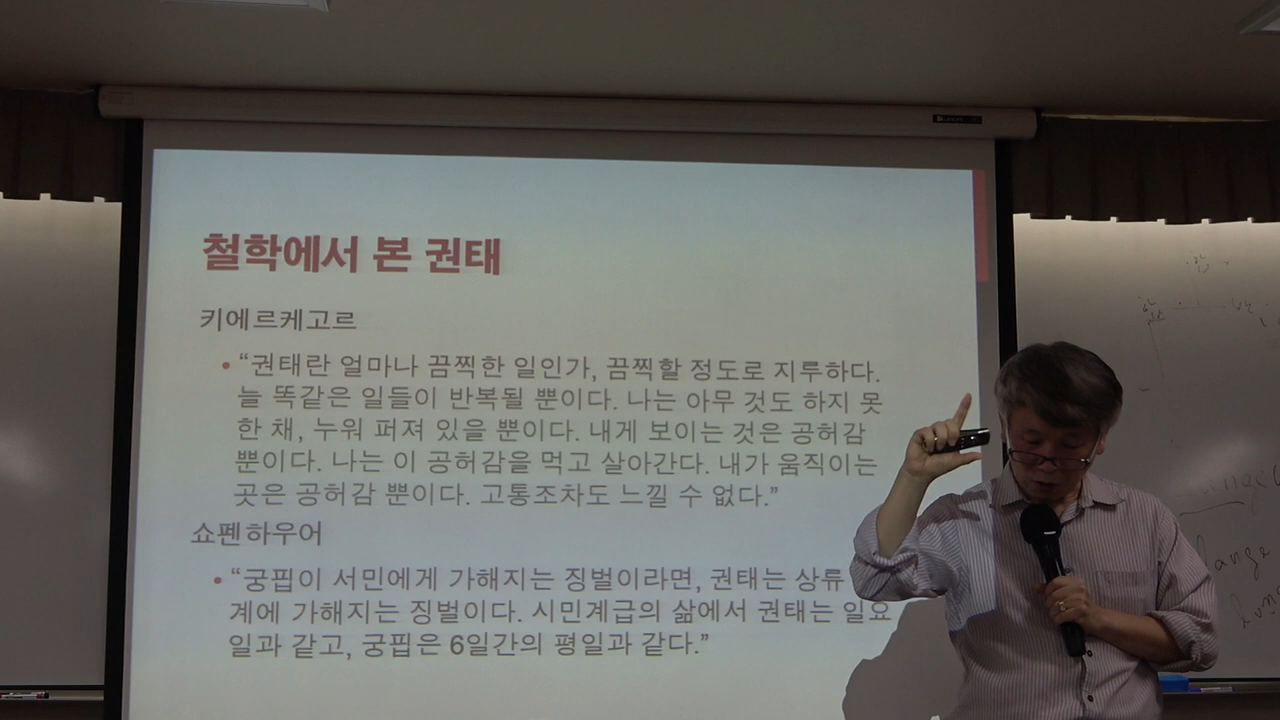 철학에서 본 권태
키에르케고르
• “권태란 얼마나 끔찍한 일인가, 끔찍할 정도로 지루하다.
늘 똑같은 일들이 반복될 뿐이다. 나는 아무 것도 하지 못
한 채, 누워 퍼져 있을 뿐이다. 내게 보이는 것은 공허감
뿐이다. 나는 이 공허감을 먹고 살아간다. 내가 움직이는
곳은 공허감 뿐이다. 고통조차도 느낄 수 없다.”
쇼펜하우어
• “궁핍이 서민에게 가해지는 징벌이라면, 권태는 상류
계에 가해지는 징벌이다. 시민계급의 삶에서 권태는 일요
일과 같고, 궁핍은 6일간의 평일과 같다.”